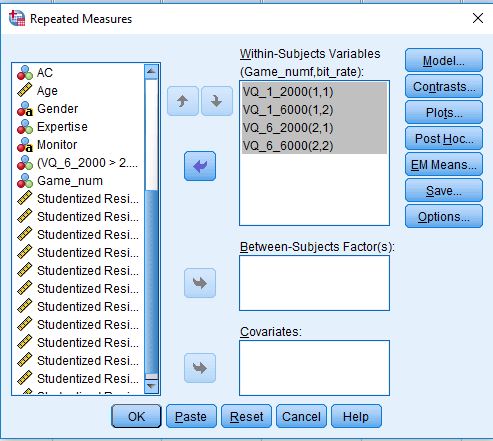 Repeated Measures
AC
Age
Gender
Expertise
Monitor
(VQ_6_2000 > 2....
Game_num
Studentized Resi...
Studentized Resi...
Studentized Resi...
Studentized Resi...
Studentized Resi...
Studentized Resi...
Studentized Resi...
Studentized Resi...
Studentized Resi...
Studentized Resi...
Studentized Resi...
Within-Subjects Variables
(Game_numf,bit_rate):
VQ_1_2000(1,1)
VQ_1_6000(1,2)
VQ_6_2000(2,1)
VQ_6_6000(2,2)
Between-Subjects Factor(s):
Covariates:
Model...
Contrasts...
Plots...
Post Hoc...
EM Means...
Save...
Options...
OK
Paste
Reset
Cancel
Help